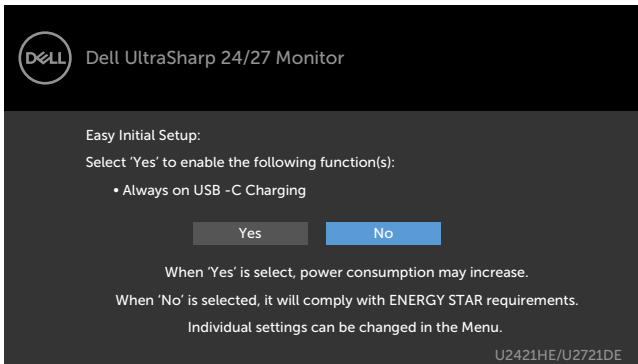 DELL Dell UltraSharp 24/27 Monitor
Easy Initial Setup:
Select ‘Yes’ to enable the following function(s):
• Always on USB -C Charging
Yes No
When ‘Yes’ is select, power consumption may increase.
When ‘No’ is selected, it will comply with ENERGY STAR requirements.
Individual settings can be changed in the Menu.
U2421HE/U2721DE